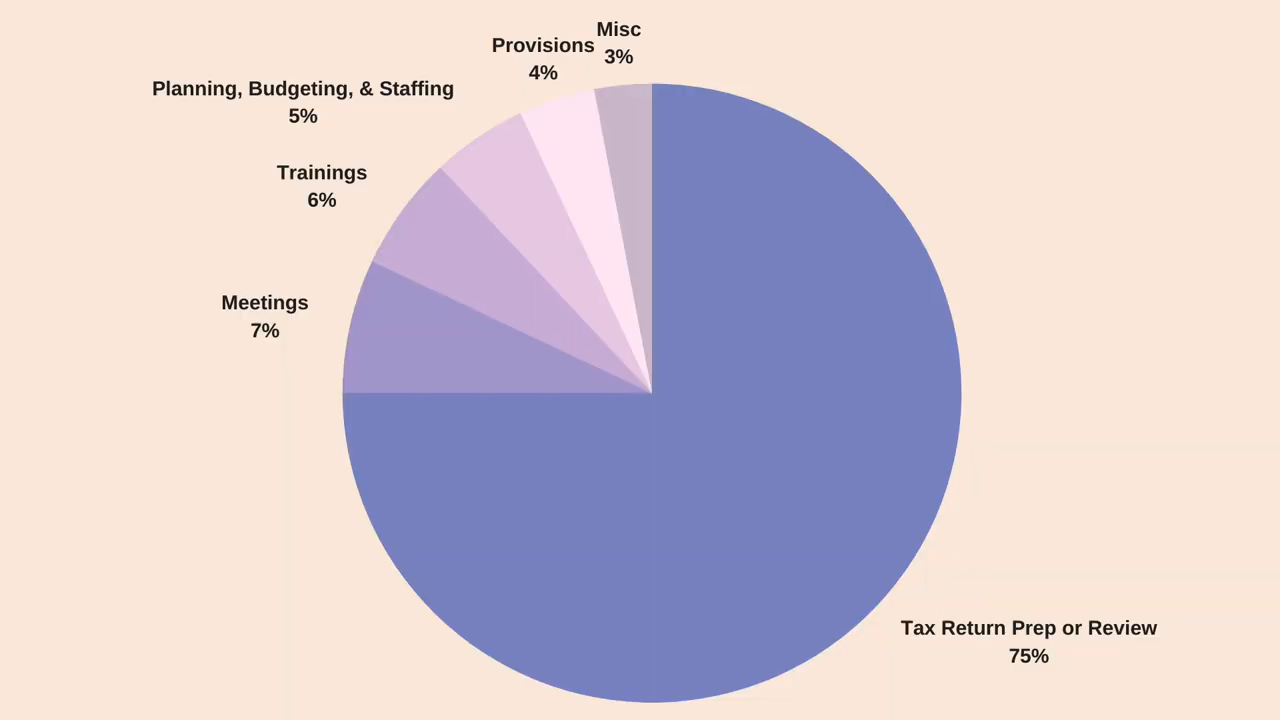 Misc
3%
Provisions
4%
Planning, Budgeting, & Staffing
5%
Trainings
6%
Meetings
7%
Tax Return Prep or Review
75%